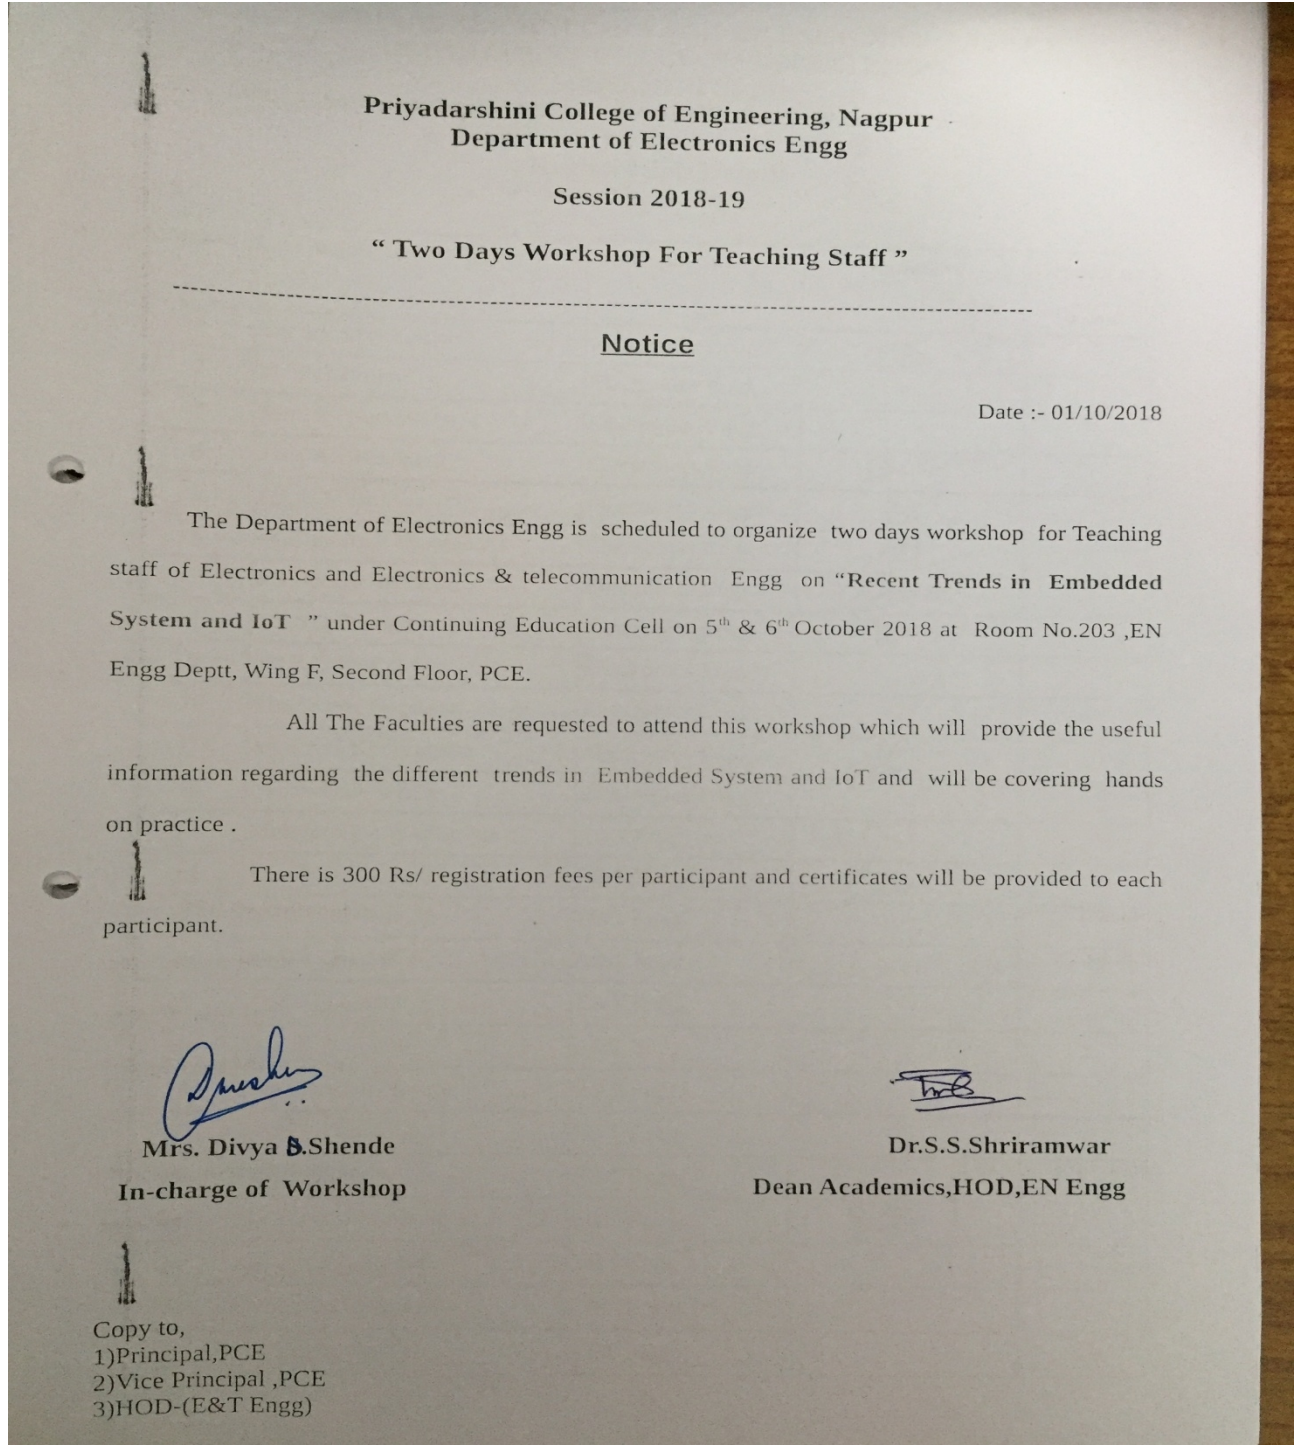 Priyadarshini College of Engineering, Nagpur
Department of Electronics Engg
Session 2018-19
“ Two Days Workshop For Teaching Staff ”
Notice
Date :- 01/10/2018
The Department of Electronics Engg is scheduled to organize two days workshop for Teaching
staff of Electronics and Electronics & telecommunication Engg on “Recent Trends in Embedded
System and IoT ” under Continuing Education Cell on 5th & 6th October 2018 at Room No.203 ,EN
Engg Deptt, Wing F, Second Floor, PCE.
All The Faculties are requested to attend this workshop which will provide the useful
information regarding the different trends in Embedded System and IoT and will be covering hands
on practice .
There is 300 Rs/ registration fees per participant and certificates will be provided to each
participant.
Mrs. Divya .Shende
Dr.S.S.Shriramwar
In-charge of Workshop
Dean Academics,HOD,EN Engg
Copy to,
1)Principal,PCE
2)Vice Principal ,PCE
3)HOD-(E&T Engg)